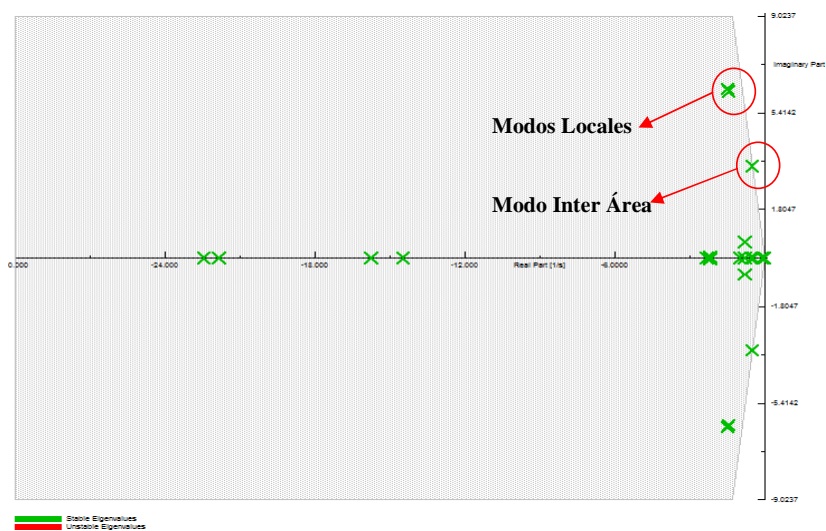 9.0237
Imaginary Part
5.4142
Modos Locales
Modo Inter Área
1.8047
0.000
-24.000
-18.000
-12.000
Real Part [1/s]
-6.0000
-1.8047
-5.4142
-9.0237
Stable Eigenvalues
Unstable Eigenvalues